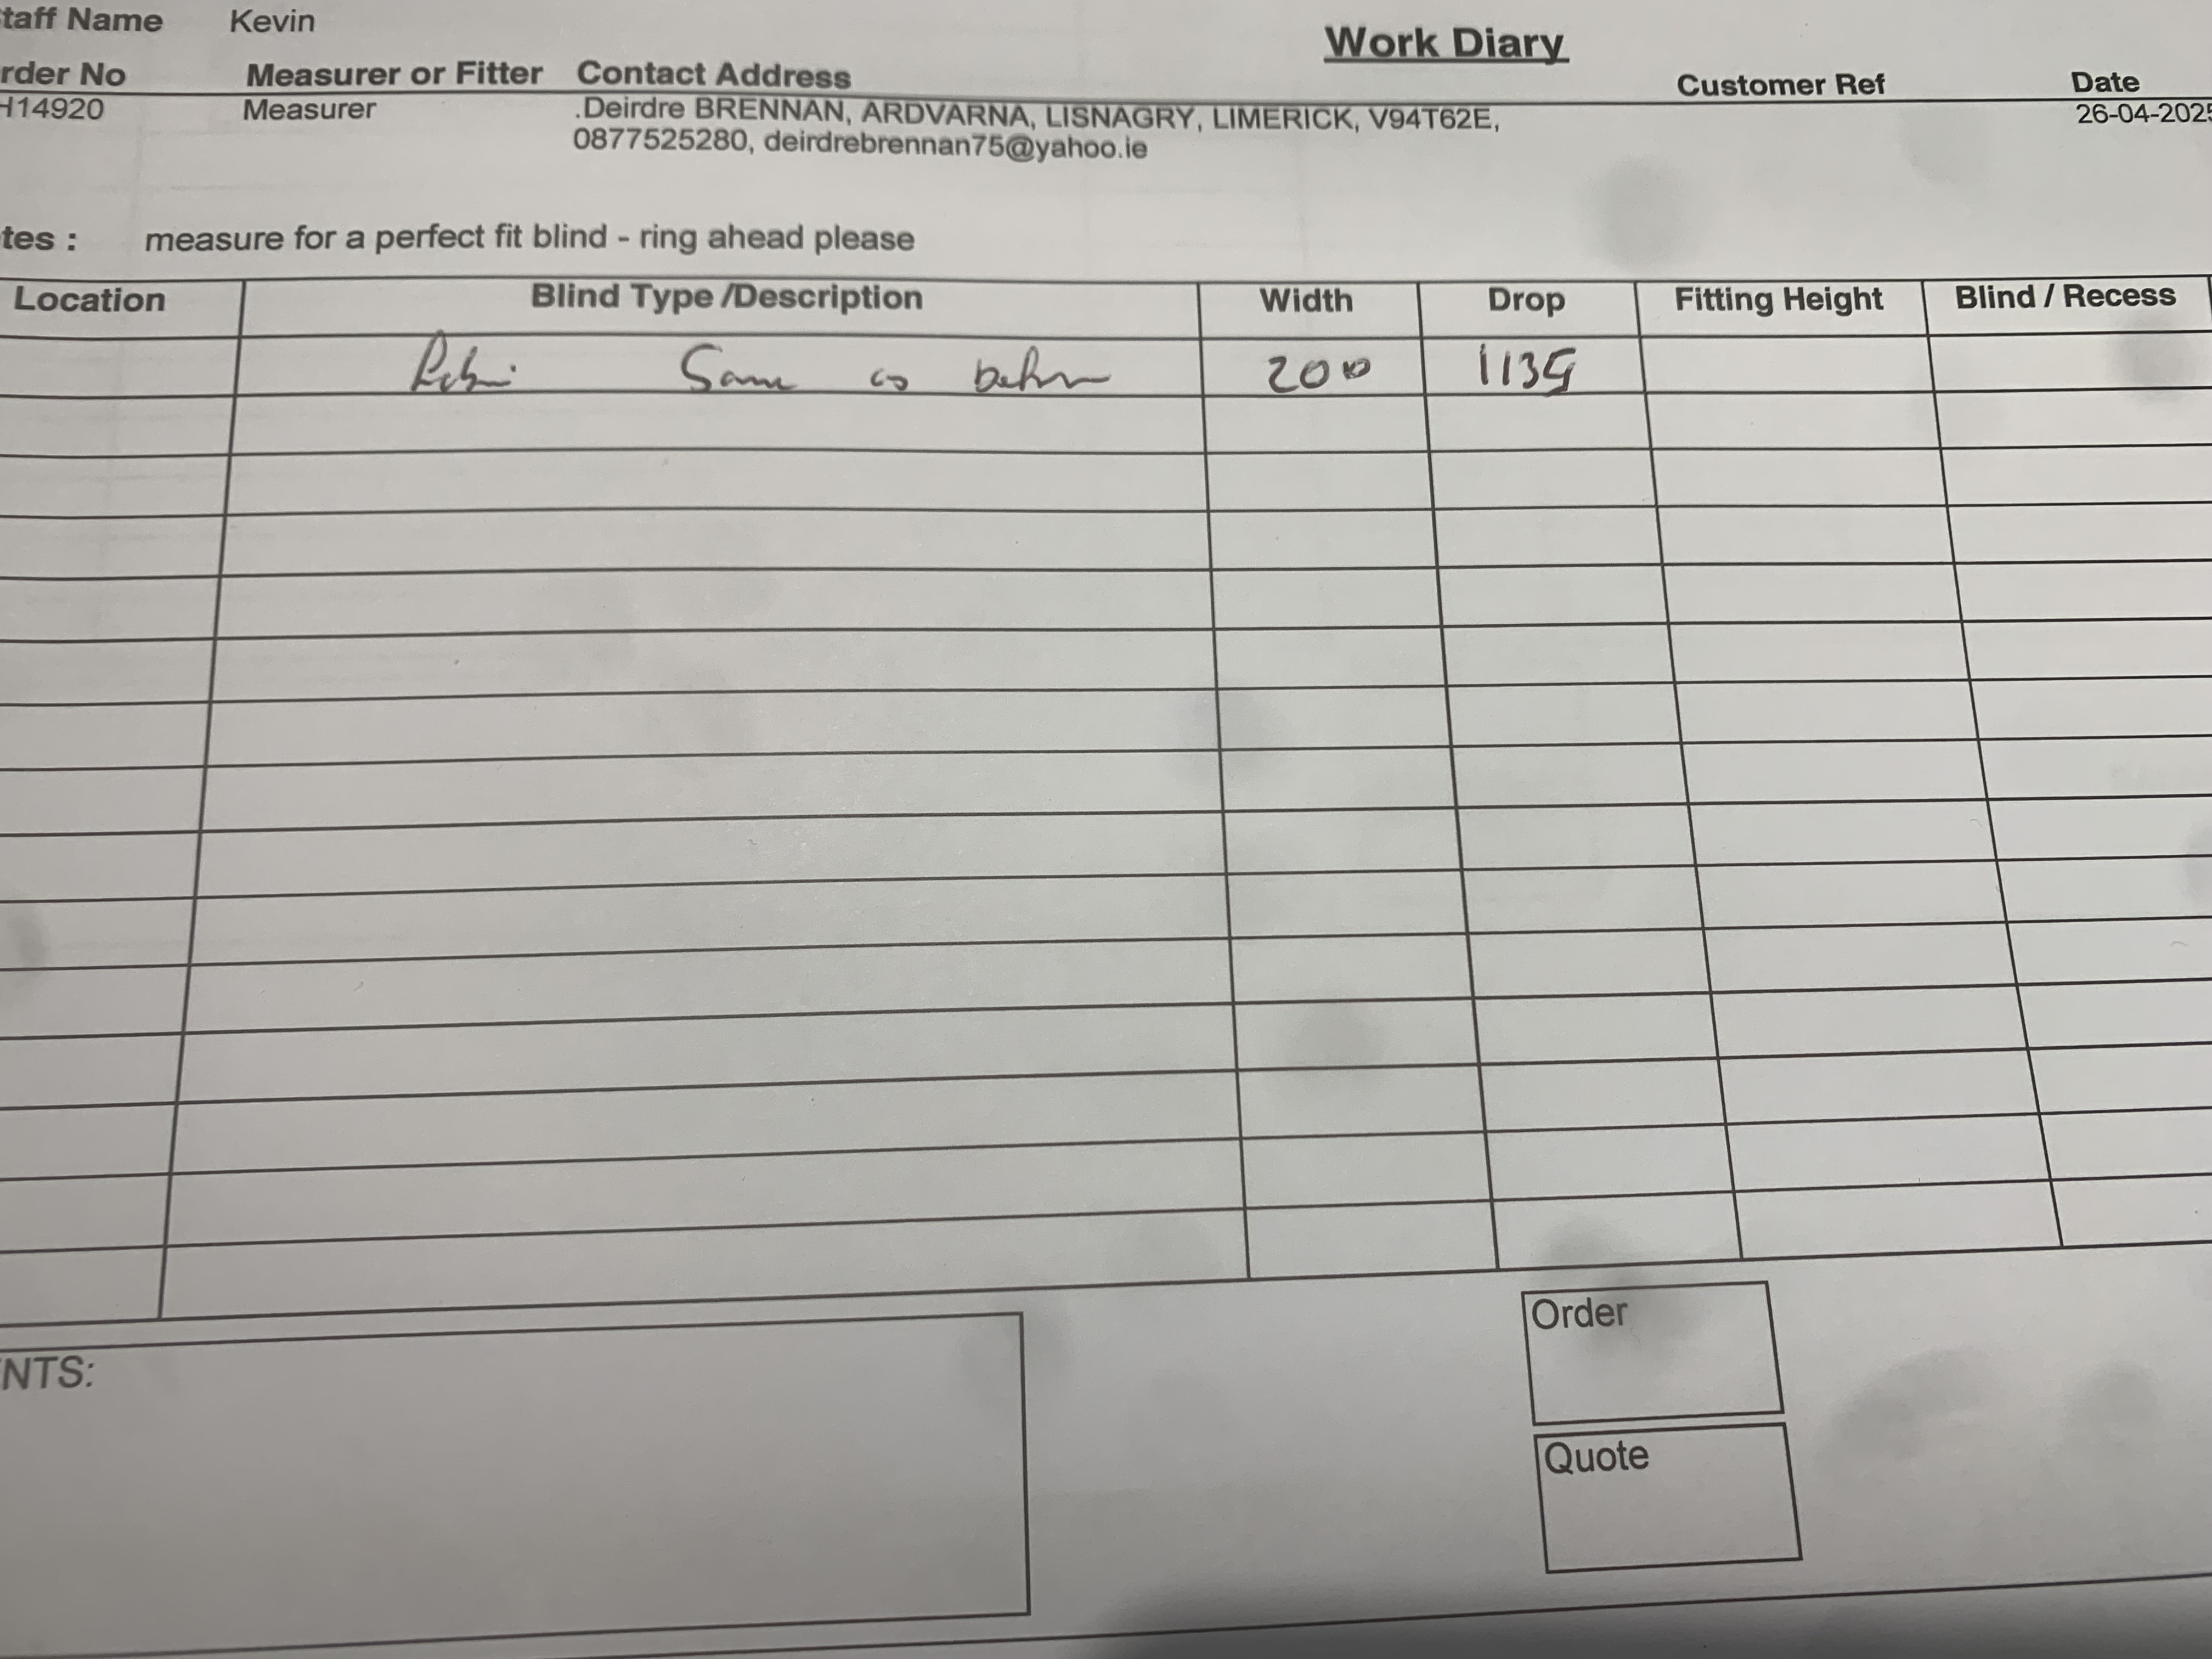 taff Name Kevin
Work Diary
rder No Measurer or Fitter Contact Address Customer Ref Date
H14920 Measurer .Deirdre BRENNAN, ARDVARNA, LISNAGRY, LIMERICK, V94T62E, 26-04-2025
0877525280, deirdrebrennan75@yahoo.ie
tes : measure for a perfect fit blind - ring ahead please
Location Blind Type /Description Width Drop Fitting Height Blind / Recess
Same as 200 1135
Order
NTS:
Quote